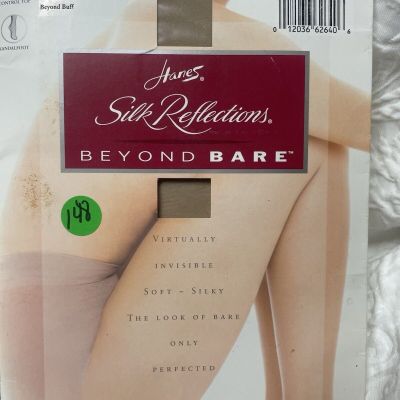 CONTROL TOP
Beyond Buff
SANDALFOOT
0 12036 62640 6
Hanes®
Silk Reflections®
BEYOND BARE™
148
VIRTUALLY
INVISIBLE
SOFT – SILKY
THE LOOK OF BARE
ONLY
PERFECTED